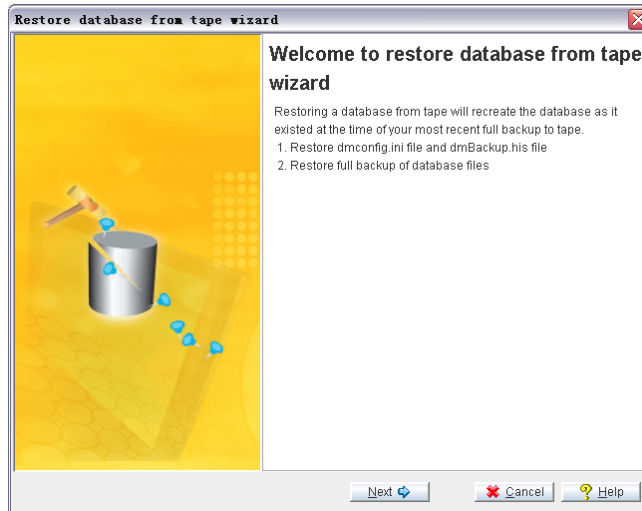 Restore database from tape wizard
Welcome to restore database from tape
wizard
Restoring a database from tape will recreate the database as it
existed at the time of your most recent full backup to tape.
1. Restore dmconfig.ini file and dmBackup.his file
2. Restore full backup of database files
Next
Cancel
Help